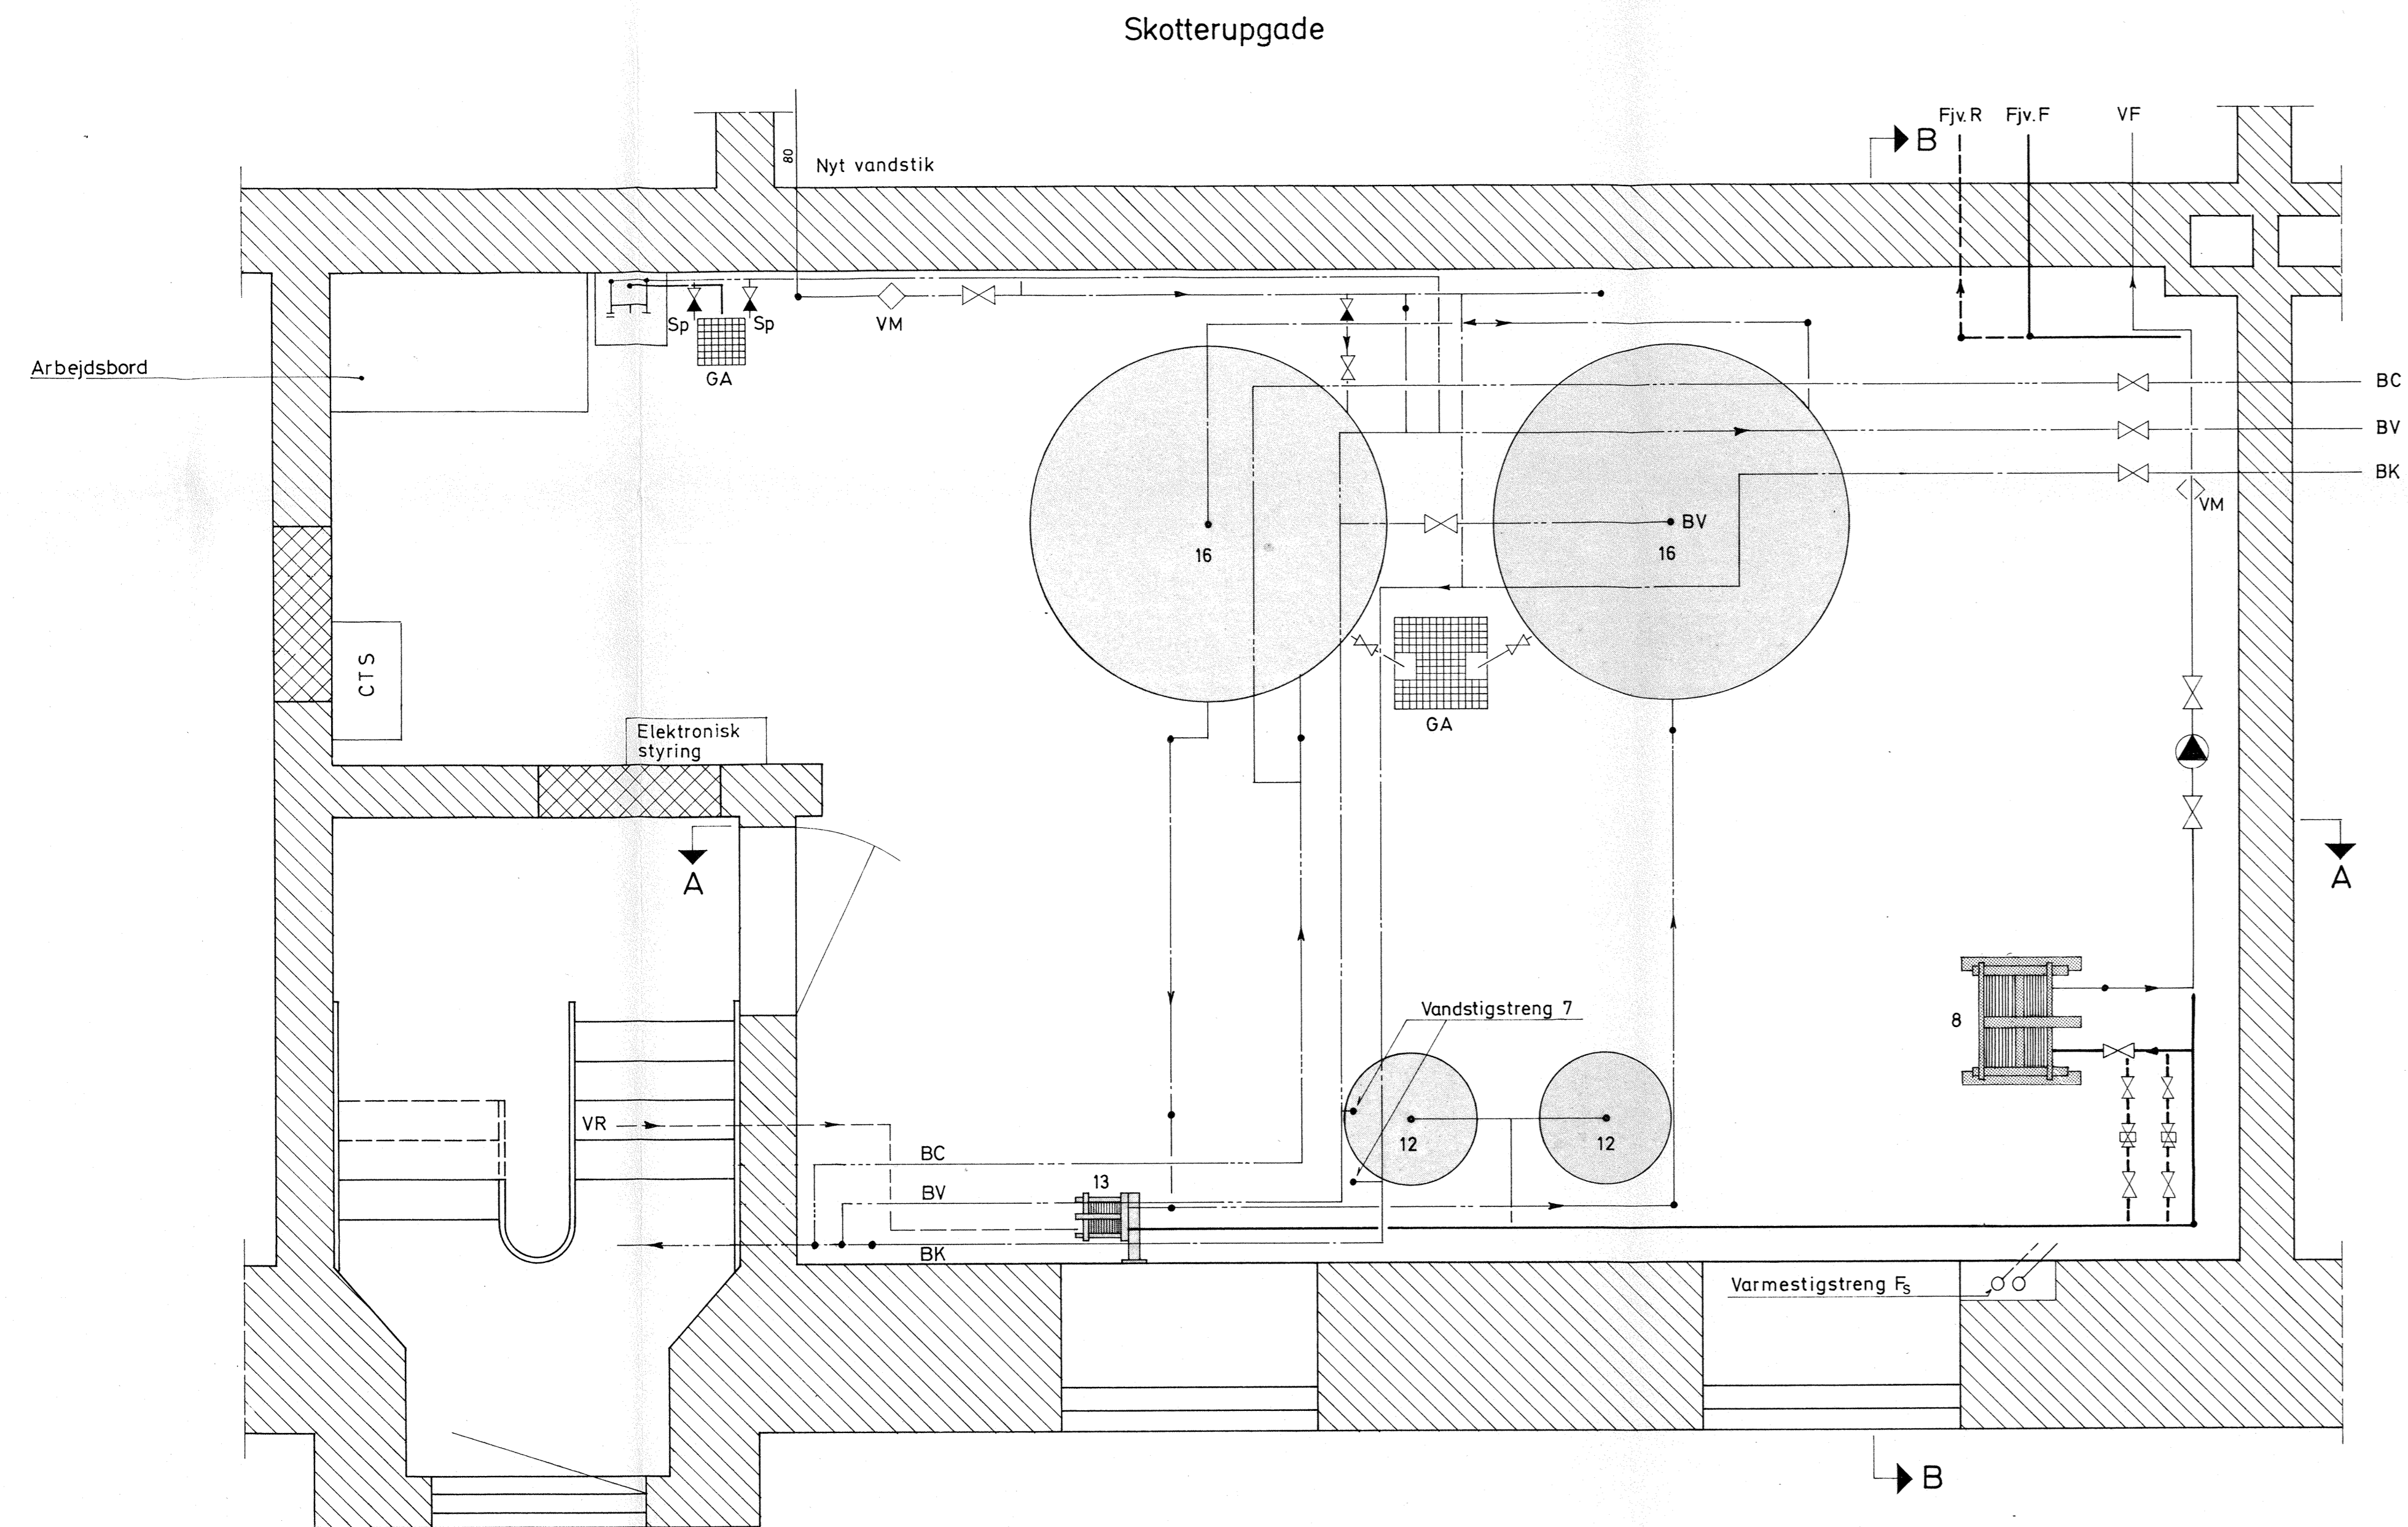 Skotterupgade
Fjv. R
Fjv. F
VF
B
80
Nyt vandstik
Sp
Sp
VM
GA
Arbejdsbord
BC
BV
BK
VM
BV
16
16
CTS
GA
Elektronisk
styring
A
A
Vandstigstreng 7
8
VR
12
12
BC
13
BV
BK
Varmestigstreng Fs
B